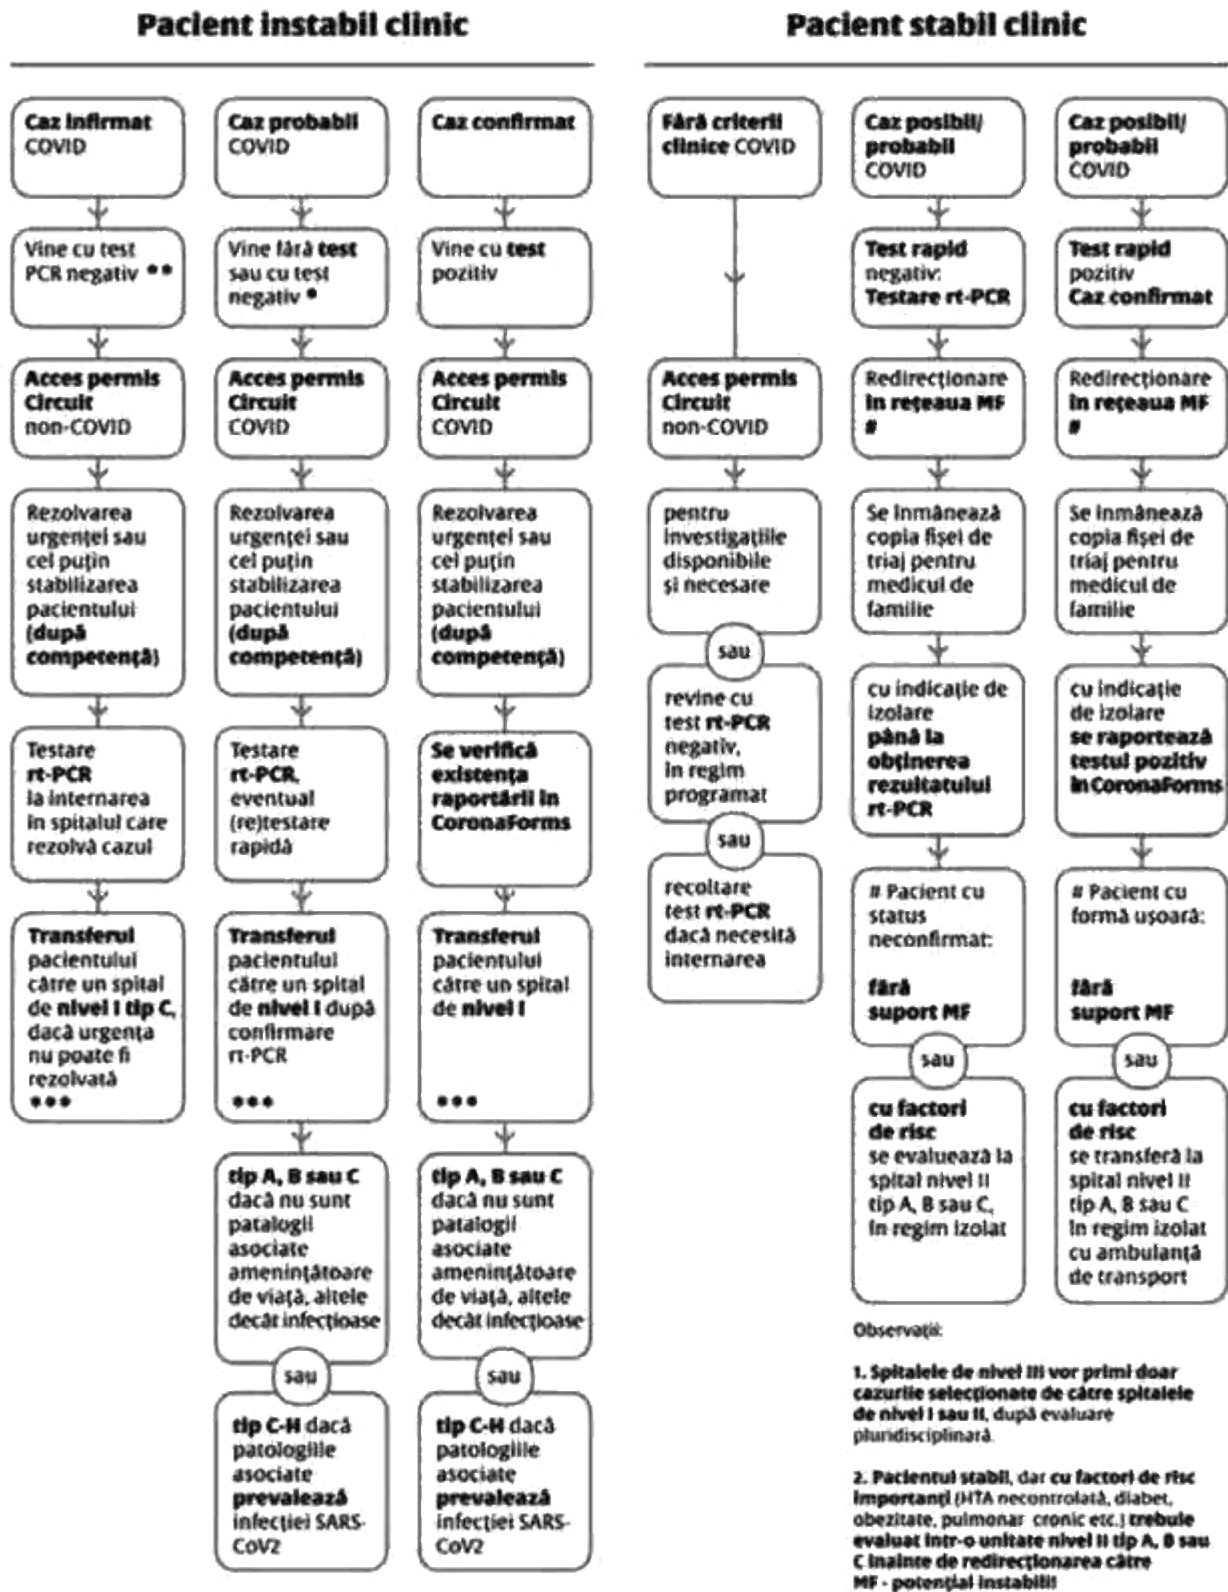 Pacient instabil clinic
Caz infirmat
COVID
Vine cu test
PCR negativ **
Acces permis
Circuit
non-COVID
Rezolvarea
urgenței sau
cel puțin
stabilizarea
pacientului
(după
competență)
Testare
rt-PCR
la internarea
în spitalul care
rezolvă cazul
Transferul
pacientului
către un spital
de nivel I tip C,
dacă urgența
nu poate fi
rezolvată
***
Caz probabil
COVID
Vine fără test
sau cu test
negativ *
Acces permis
Circuit
COVID
Rezolvarea
urgenței sau
cel puțin
stabilizarea
pacientului
(după
competență)
Testare
rt-PCR,
eventual
(re)testare
rapidă
Transferul
pacientului
către un spital
de nivel I după
confirmare
rt-PCR
***
tip A, B sau C
dacă nu sunt
patalogii
asociate
amenințătoare
de viață, altele
decât infecțioase
sau
tip C-H dacă
patologiile
asociate
prevalează
infecției SARS-
CoV2
Caz confirmat
Vine cu test
pozitiv
Acces permis
Circuit
COVID
Rezolvarea
urgenței sau
cel puțin
stabilizarea
pacientului
(după
competență)
Se verifică
existența
raportării în
CoronaForms
Transferul
pacientului
către un spital
de nivel I
***
tip A, B sau C
dacă nu sunt
patalogii
asociate
amenințătoare
de viață, altele
decât infecțioase
sau
tip C-H dacă
patologiile
asociate
prevalează
infecției SARS-
CoV2
Pacient stabil clinic
Fără criterii
clinice COVID
Acces permis
Circuit
non-COVID
pentru
investigațiile
disponibile
și necesare
sau
revine cu
test rt-PCR
negativ,
în regim
programat
sau
recoltare
test rt-PCR
dacă necesită
internarea
Caz posibil/
probabil
COVID
Test rapid
negativ:
Testare rt-PCR
Redirecționare
în rețeaua MF
#
Se înmânează
copia fișei de
triaj pentru
medicul de
familie
cu indicație de
izolare
până la
obținerea
rezultatului
rt-PCR
# Pacient cu
status
neconfirmat:
fără
suport MF
sau
cu factori
de risc
se evaluează la
spital nivel II
tip A, B sau C,
în regim izolat
Caz posibil/
probabil
COVID
Test rapid
pozitiv
Caz confirmat
Redirecționare
în rețeaua MF
#
Se înmânează
copia fișei de
triaj pentru
medicul de
familie
cu indicație
de izolare
se raportează
testul pozitiv
în CoronaForms
# Pacient cu
formă ușoară:
fără
suport MF
sau
cu factori
de risc
se transferă la
spital nivel II
tip A, B sau C
în regim izolat
cu ambulanță
de transport
Observații:
1. Spitalele de nivel III vor primi doar
cazurile selecționate de către spitalele
de nivel I sau II, după evaluare
pluridisciplinară.
2. Pacientul stabil, dar cu factori de risc
importanți (HTA necontrolată, diabet,
obezitate, pulmonar cronic etc.) trebuie
evaluat într-o unitate nivel II tip A, B sau
C înainte de redirecționarea către
MF - potențial instabili!